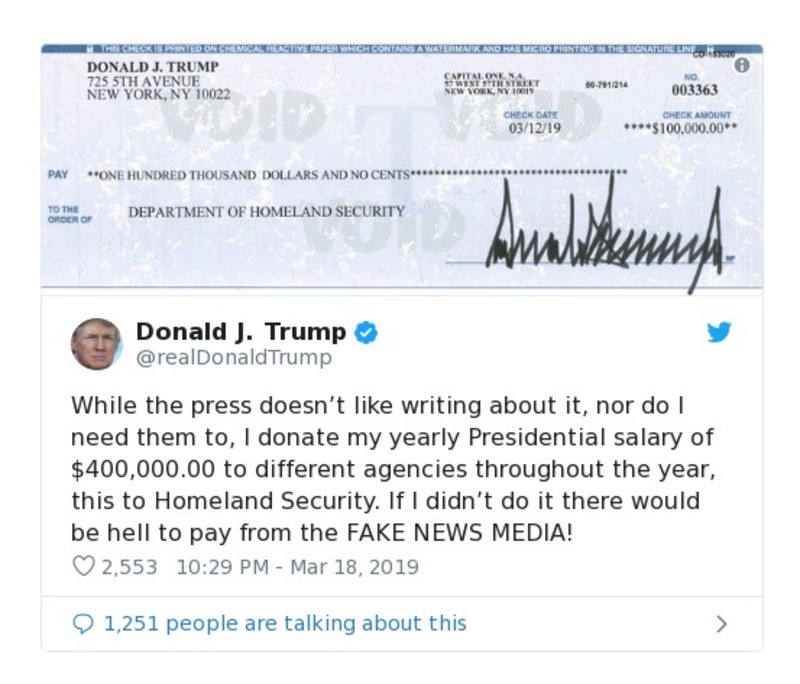 THIS CHECK IS PRINTED ON CHEMICAL REACTIVE PAPER WHICH CONTAINS A WATERMARK AND HAS MICRO PRINTING IN THE SIGNATURE LINE
DONALD J. TRUMP
725 5TH AVENUE
NEW YORK, NY 10022
CAPITAL ONE, N.A.
57 WEST 57TH STREET
NEW YORK, NY 10019
NO.
003363
CHECK DATE
03/12/19
CHECK AMOUNT
****$100,000.00**
VOID VOID
PAY **ONE HUNDRED THOUSAND DOLLARS AND NO CENTS**************************************
TO THE
ORDER OF
DEPARTMENT OF HOMELAND SECURITY
VOID
Donald J. Trump
@realDonaldTrump
While the press doesn’t like writing about it, nor do I
need them to, I donate my yearly Presidential salary of
$400,000.00 to different agencies throughout the year,
this to Homeland Security. If I didn’t do it there would
be hell to pay from the FAKE NEWS MEDIA!
2,553 10:29 PM - Mar 18, 2019
1,251 people are talking about this